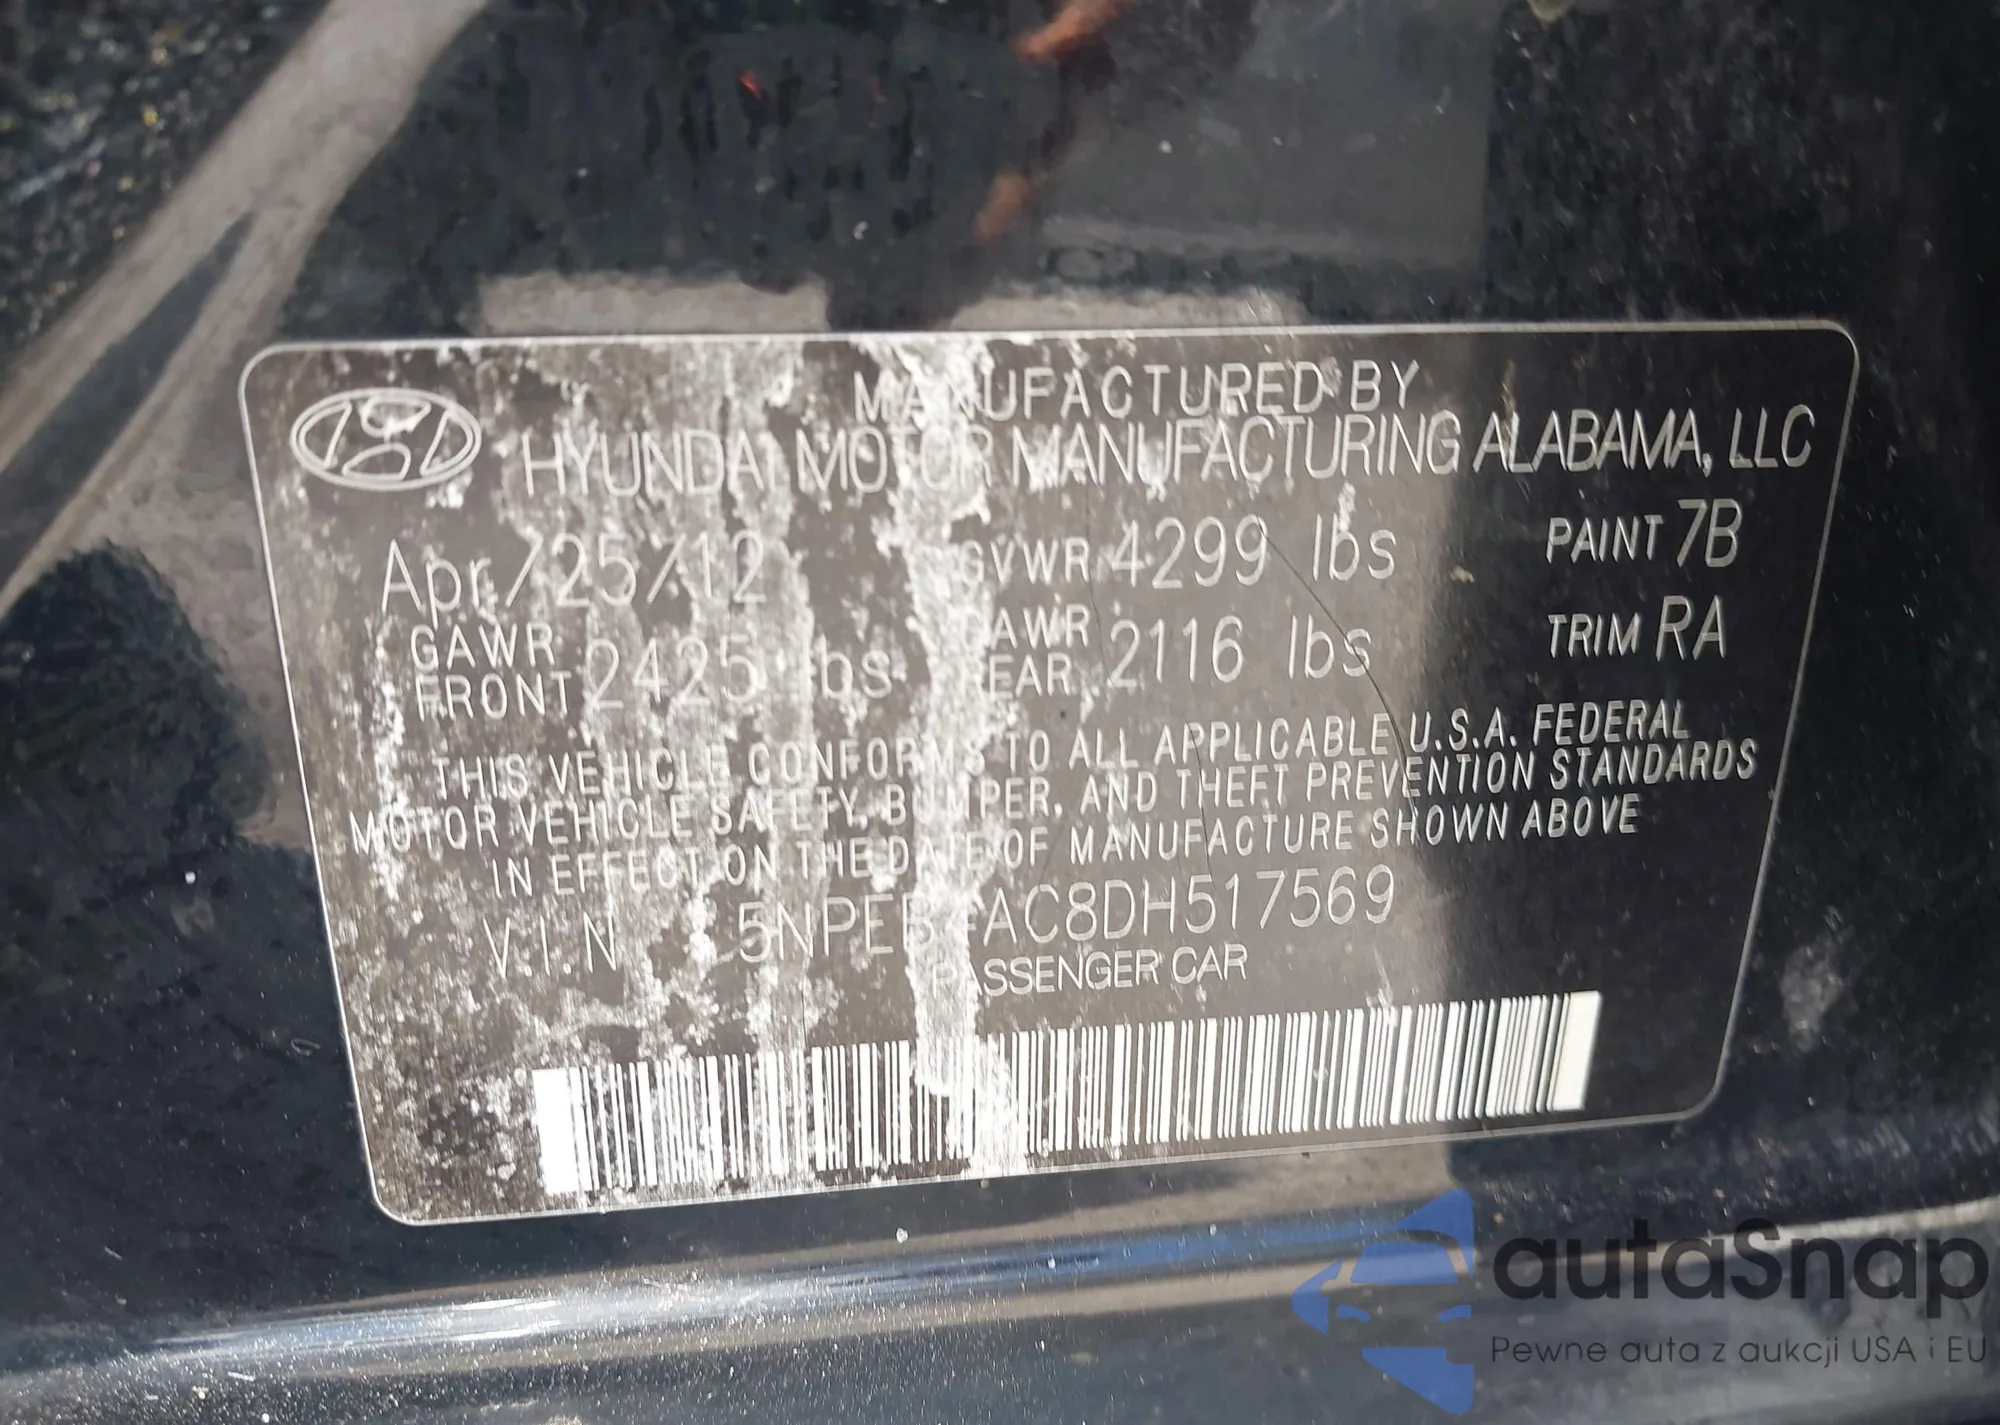 MANUFACTURED BY
HYUNDAI MOTOR MANUFACTURING ALABAMA, LLC
Apr/25/12 GVWR 4299 lbs PAINT 7B
GAWR FRONT 2425 lbs GAWR REAR 2116 lbs TRIM RA
THIS VEHICLE CONFORMS TO ALL APPLICABLE U.S.A. FEDERAL
MOTOR VEHICLE SAFETY, BUMPER, AND THEFT PREVENTION STANDARDS
IN EFFECT ON THE DATE OF MANUFACTURE SHOWN ABOVE
V.I.N
PASSENGER CAR
autaSnap
Pewne auta z aukcji USA i EU